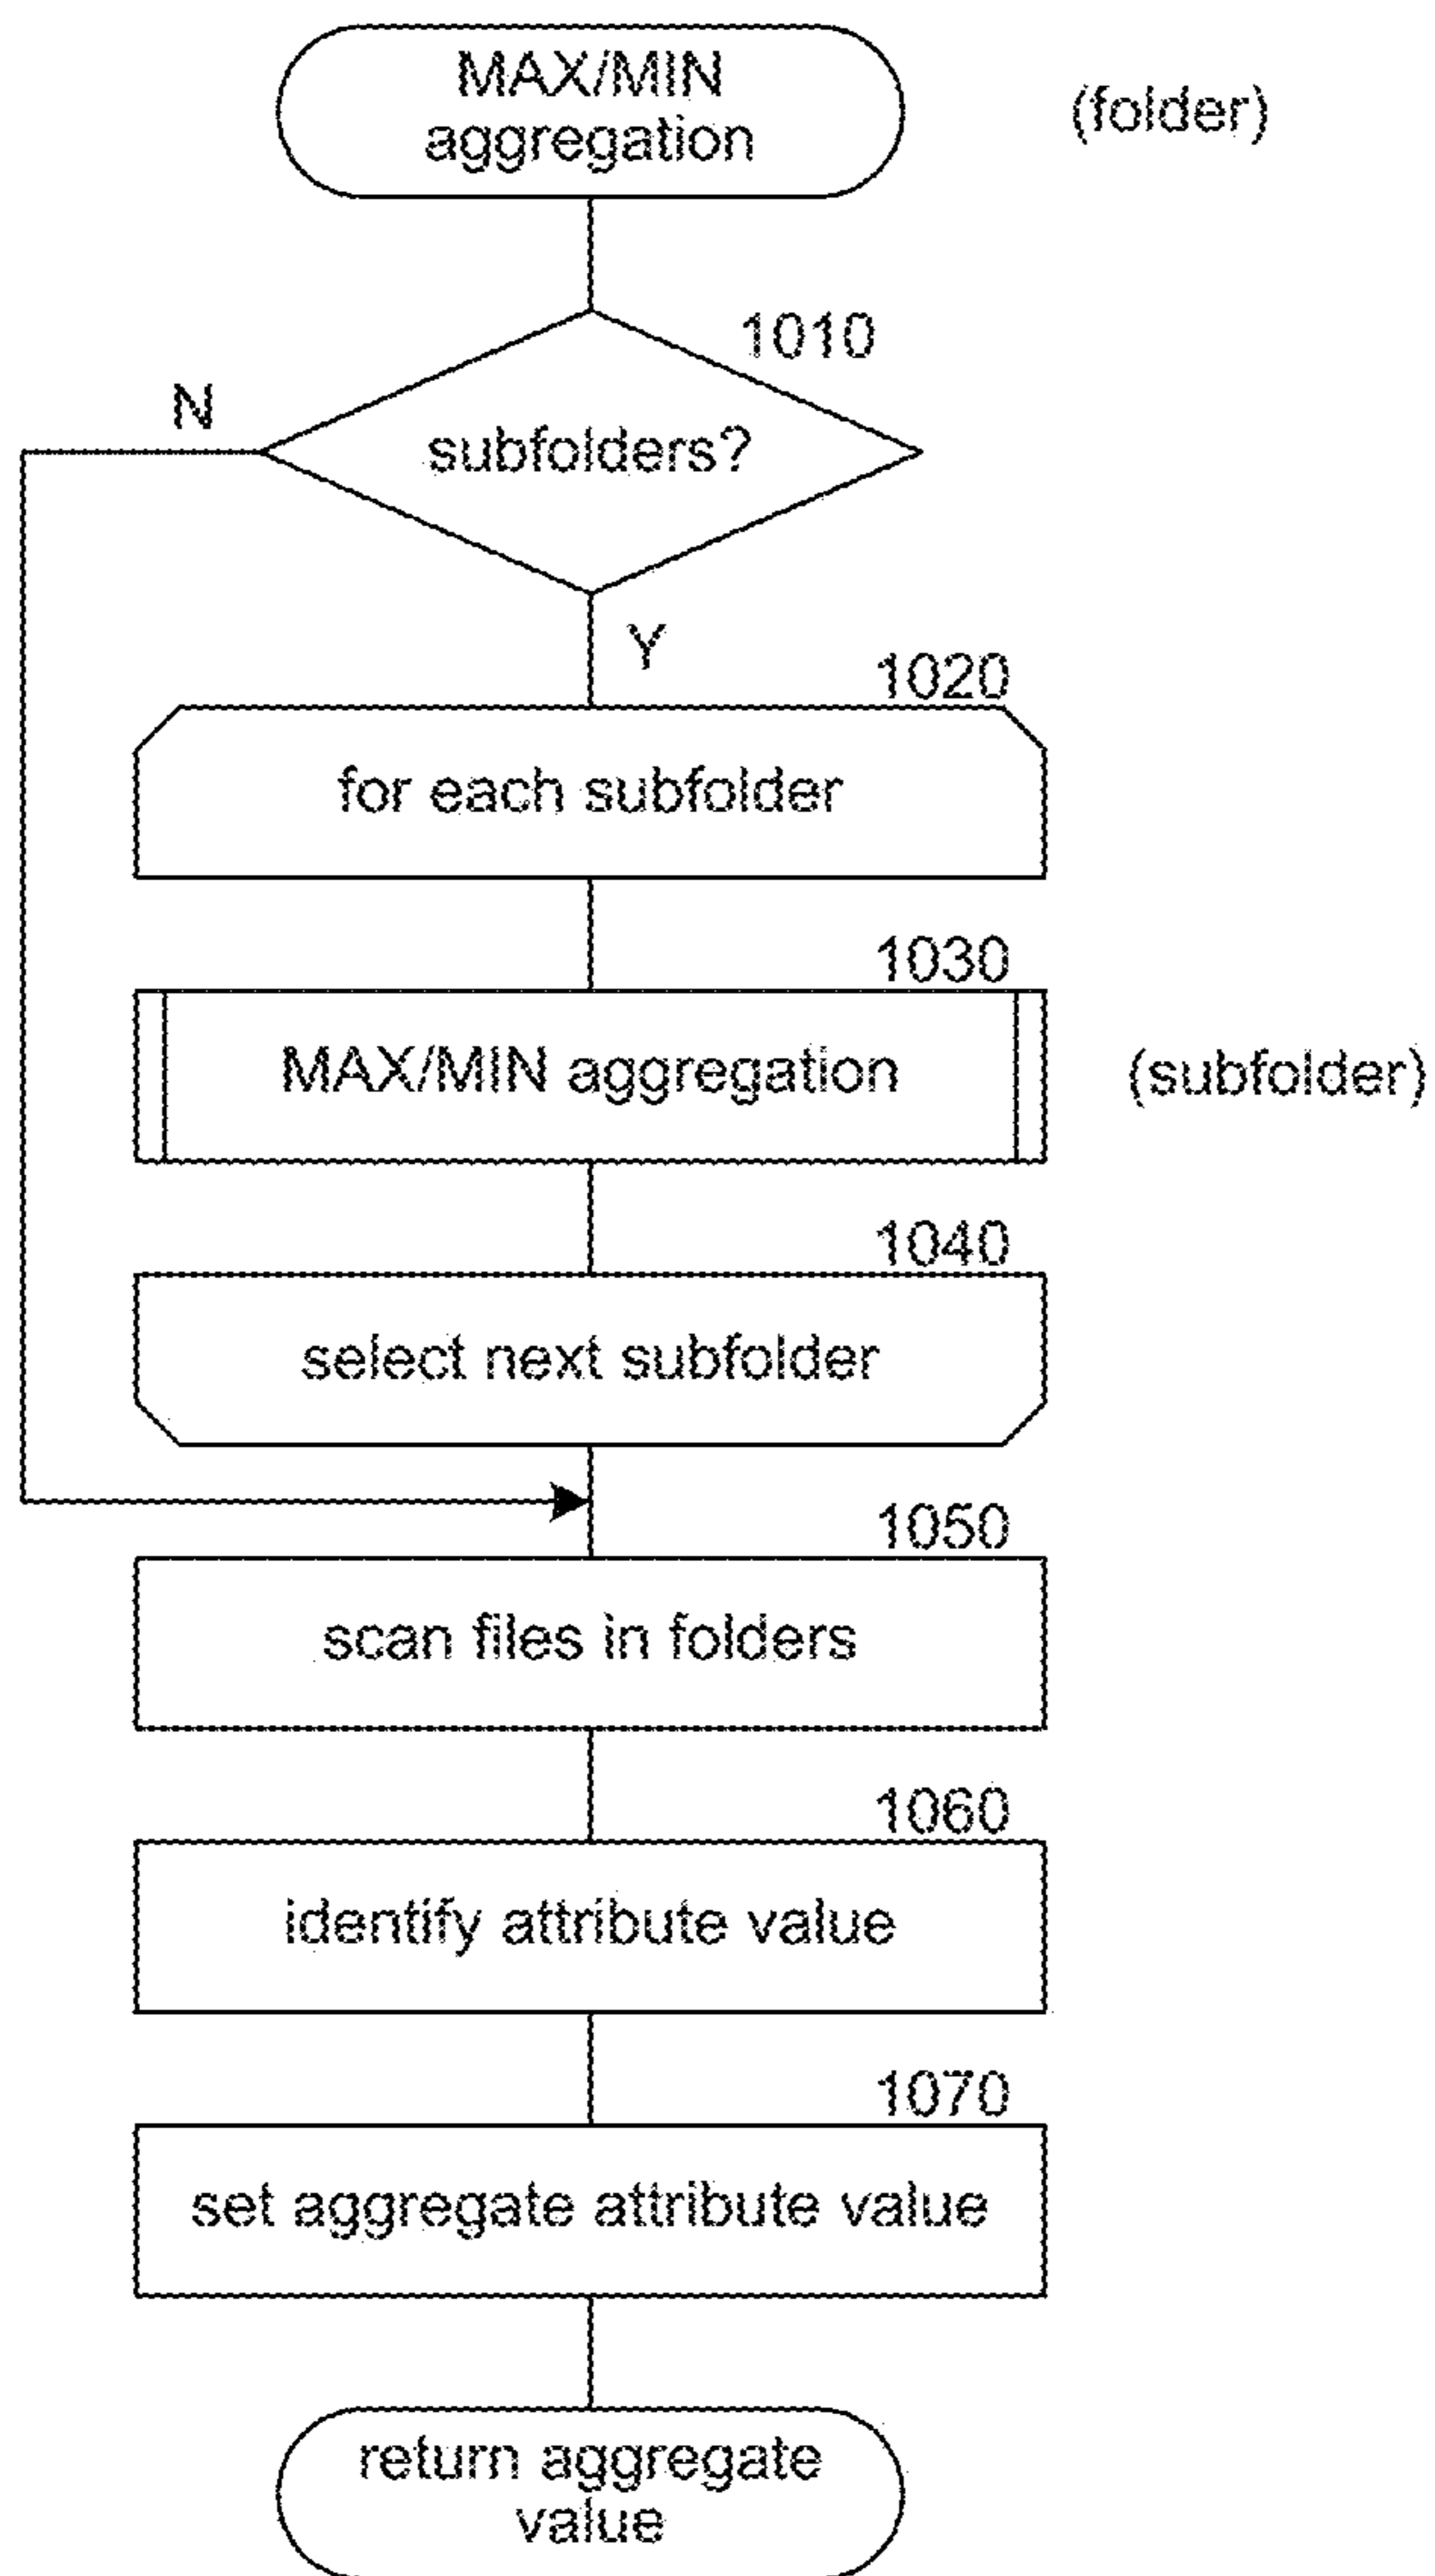 MAX/MIN
aggregation
(folder)
1010
N
subfolders?
Y
1020
for each subfolder
1030
MAX/MIN aggregation
(subfolder)
1040
select next subfolder
1050
scan files in folders
1060
identify attribute value
1070
set aggregate attribute value
return aggregate
value